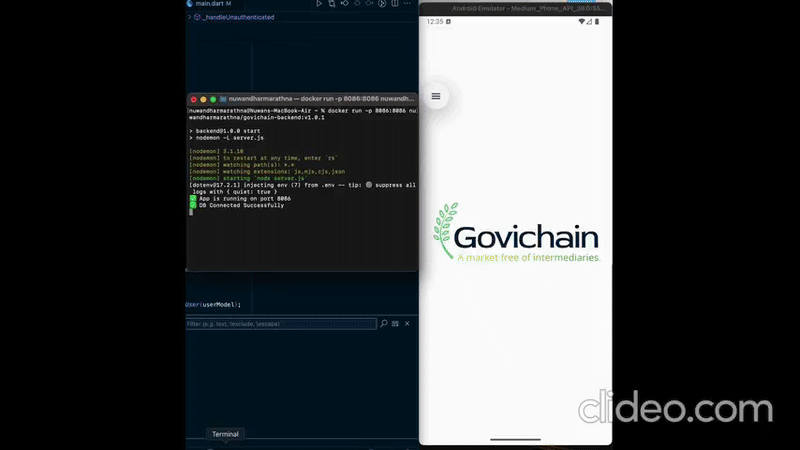 main.dart M
> _handleUnauthenticated
nuwandharmarathna — docker run -p 8086:8086 nuwandh...
nuwandharmarathna@Nuwans-MacBook-Air ~ % docker run -p 8086:8086 nu
wandharmarathna/govichain-backend:v1.0.1
> backend@1.0.0 start
> nodemon -L server.js
[nodemon] 3.1.10
[nodemon] to restart at any time, enter `rs`
[nodemon] watching path(s): *.*
[nodemon] watching extensions: js,mjs,cjs,json
[nodemon] starting `node server.js`
[dotenv@17.2.1] injecting env (7) from .env -- tip: suppress all
logs with { quiet: true }
App is running on port 8086
DB Connected Successfully
User(userModel);
Filter (e.g. text, !exclude, \escape)
Terminal
Android Emulator - Medium_Phone_API_36:555...
12:35
Govichain
A market free of intermediaries
clideo.com